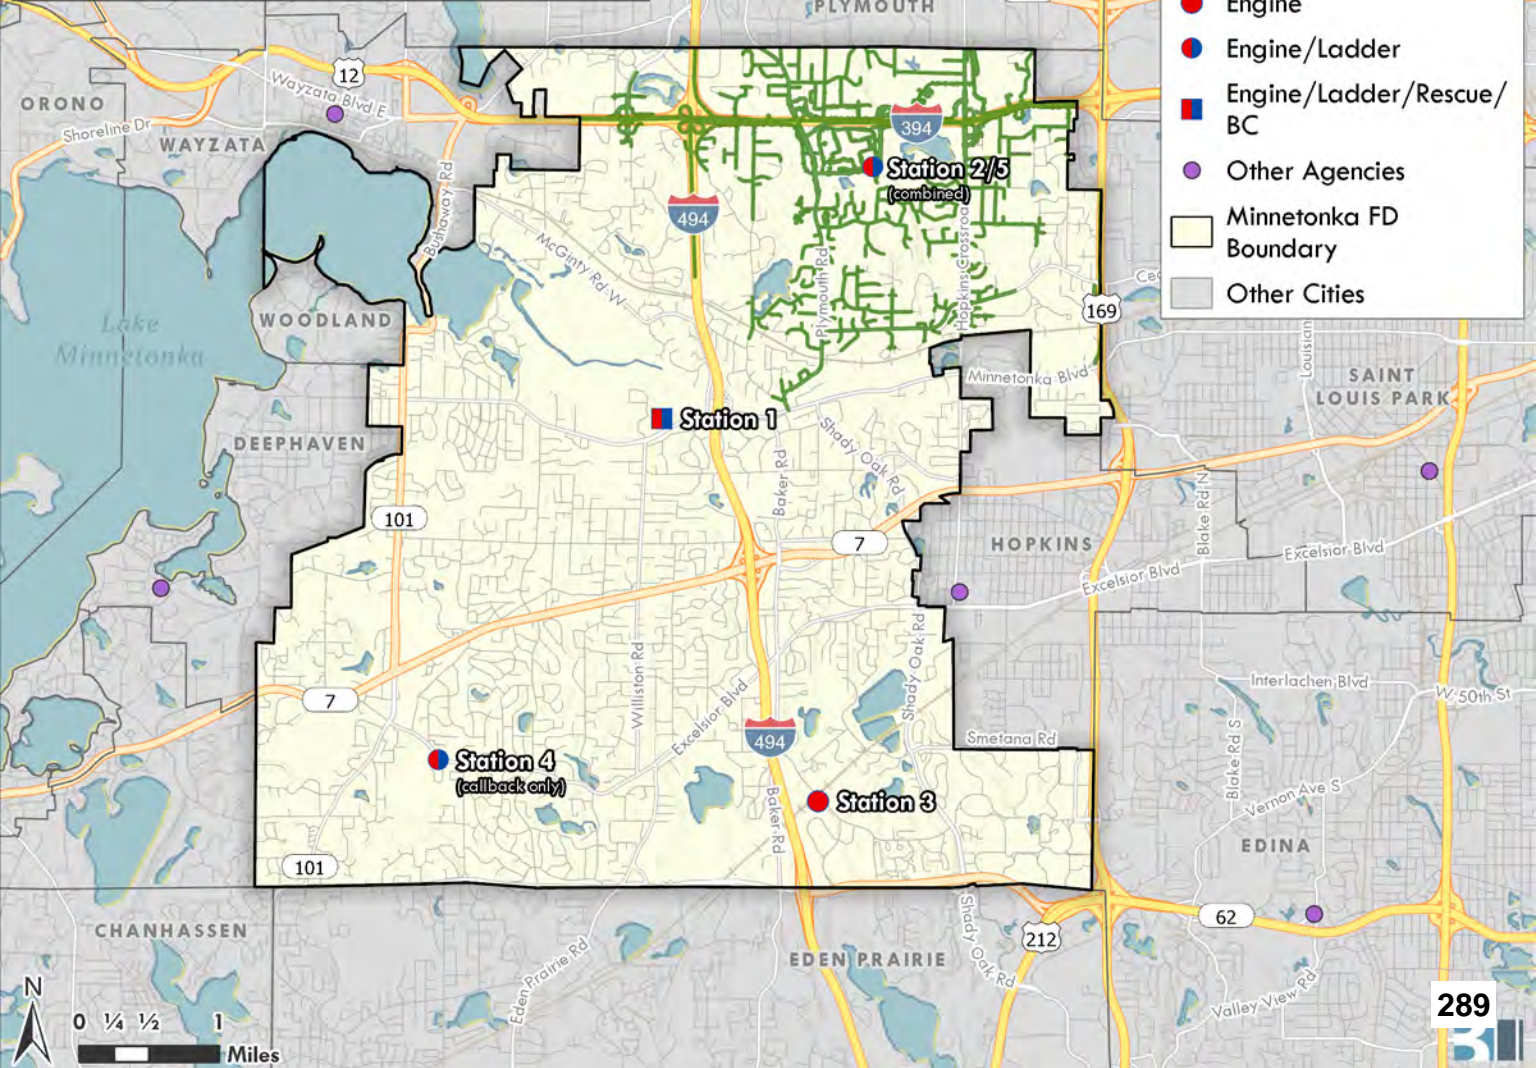 PLYMOUTH
Engine
Engine/Ladder
Engine/Ladder/Rescue/
BC
Other Agencies
Minnetonka FD
Boundary
Other Cities
12
Wayzata Blvd E
ORONO
Shoreline Dr
WAYZATA
394
Station 2/5
(combined)
Bushaway Rd
494
McGinty Rd W
Plymouth Rd
Hopkins Crossroad
169
WOODLAND
Lake
Minnetonka
Minnetonka Blvd
Louisian
SAINT
LOUIS PARK
Station 1
DEEPHAVEN
Shady Oak Rd
Baker Rd
101
7
HOPKINS
Blake Rd N
Excelsior Blvd
Excelsior Blvd
Shady Oak Rd
Williston Rd
Excelsior Blvd
7
Interlachen Blvd
W 50th St
494
Smetana Rd
Station 4
(callback only)
Station 3
Blake Rd S
Vernon Ave S
Baker Rd
EDINA
101
CHANHASSEN
62
Shady Oak Rd
212
EDEN PRAIRIE
Eden Prairie Rd
Valley View Rd
N
0 ¼ ½ 1
Miles
289